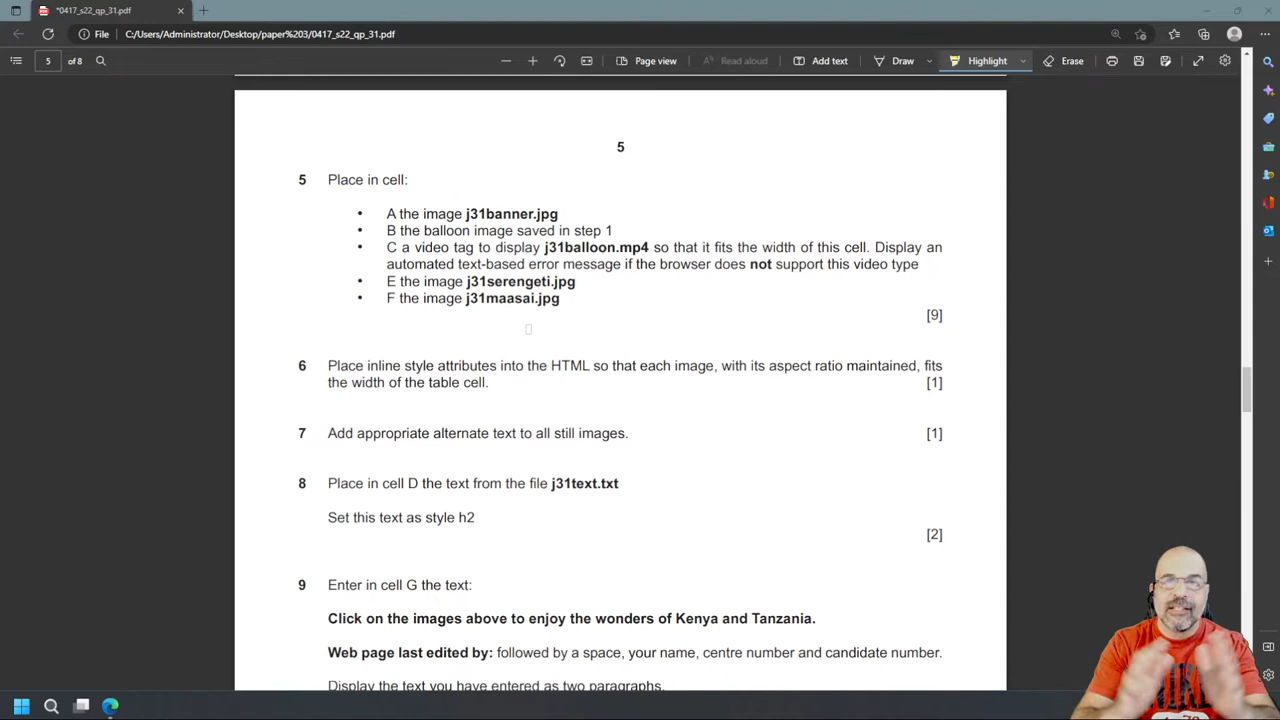 *0417_s22_qp_31.pdf
File C:/Users/Administrator/Desktop/paper%203/0417_s22_qp_31.pdf
5 of 8 Page view Read aloud Add text Draw Highlight Erase
5
5 Place in cell:
• A the image j31banner.jpg
• B the balloon image saved in step 1
• C a video tag to display j31balloon.mp4 so that it fits the width of this cell. Display an
automated text-based error message if the browser does not support this video type
• E the image j31serengeti.jpg
• F the image j31maasai.jpg
[9]
6 Place inline style attributes into the HTML so that each image, with its aspect ratio maintained, fits
the width of the table cell. [1]
7 Add appropriate alternate text to all still images. [1]
8 Place in cell D the text from the file j31text.txt
Set this text as style h2
[2]
9 Enter in cell G the text:
Click on the images above to enjoy the wonders of Kenya and Tanzania.
Web page last edited by: followed by a space, your name, centre number and candidate number.
Display the text you have entered as two paragraphs.